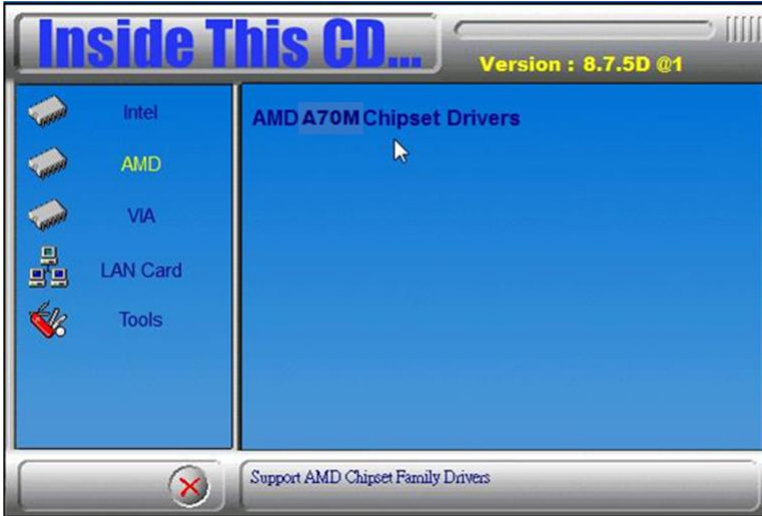 Inside This CD...
Version : 8.7.5D @1
Intel
AMD
VIA
LAN Card
Tools
AMD A70M Chipset Drivers
Support AMD Chipset Family Drivers